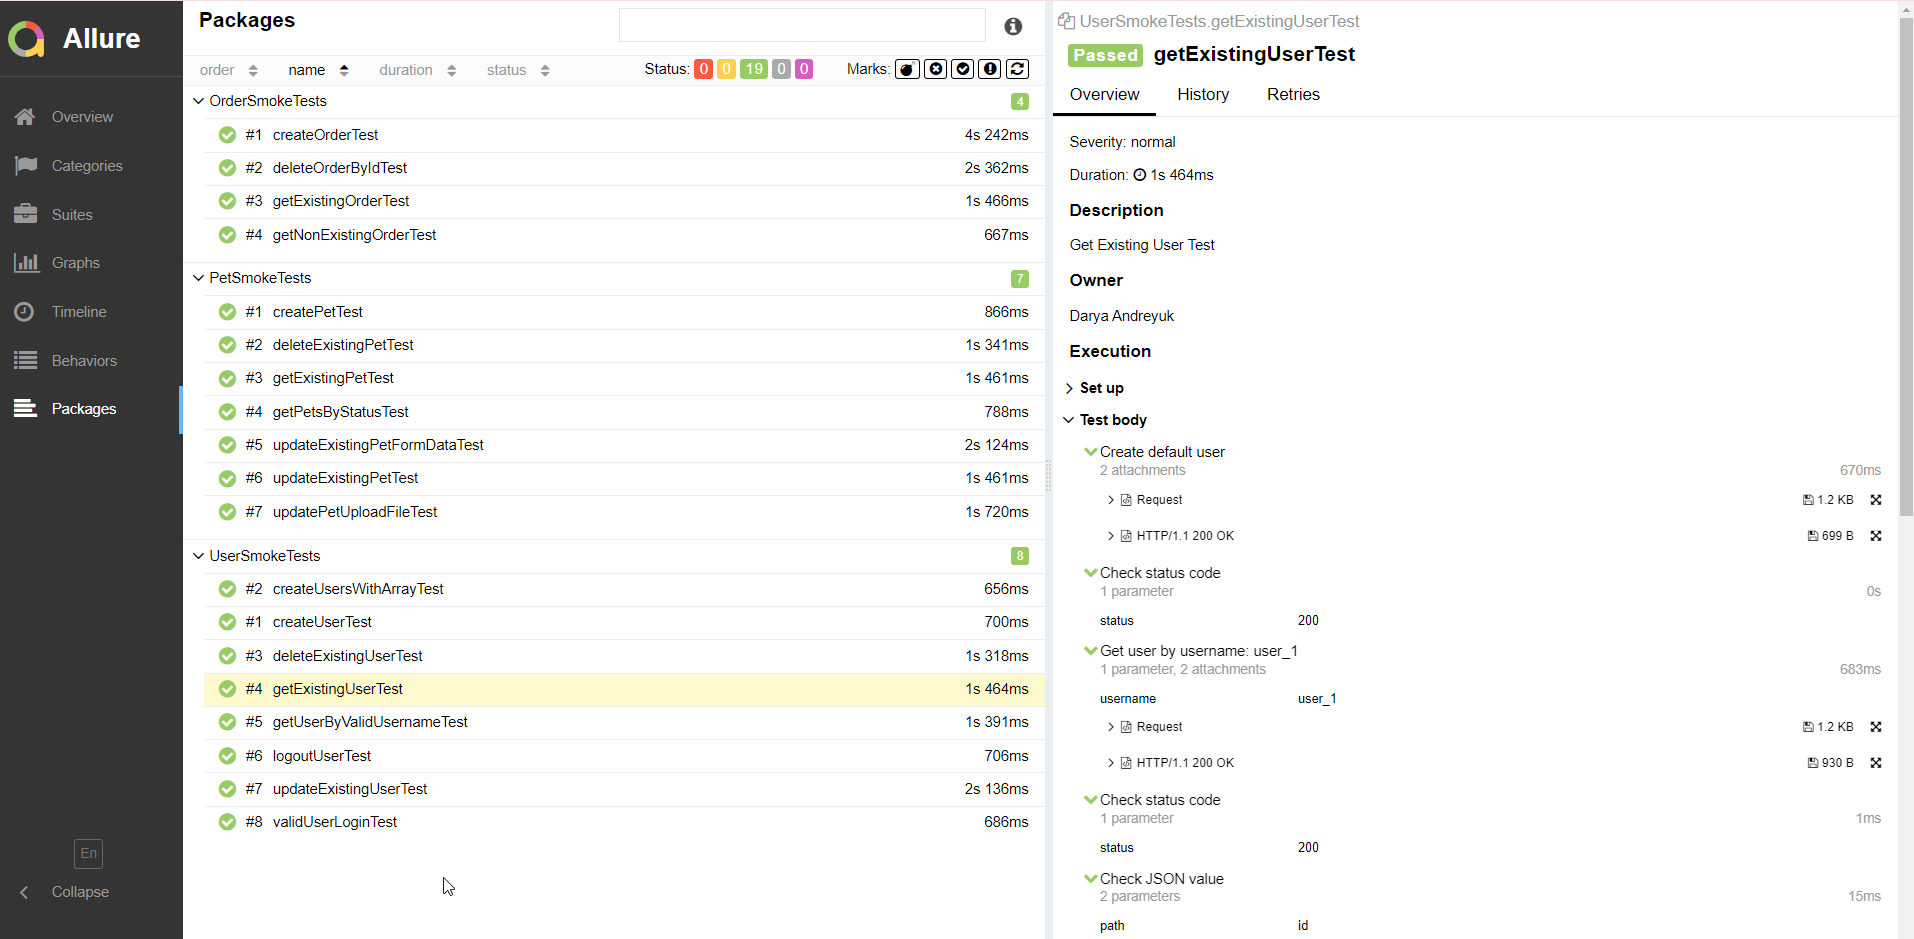 Allure
Overview
Categories
Suites
Graphs
Timeline
Behaviors
Packages
En
Collapse
Packages
order name duration status Status: 0 0 19 0 0 Marks:
OrderSmokeTests 4
#1 createOrderTest 4s 242ms
#2 deleteOrderByIdTest 2s 362ms
#3 getExistingOrderTest 1s 466ms
#4 getNonExistingOrderTest 667ms
PetSmokeTests 7
#1 createPetTest 866ms
#2 deleteExistingPetTest 1s 341ms
#3 getExistingPetTest 1s 461ms
#4 getPetsByStatusTest 788ms
#5 updateExistingPetFormDataTest 2s 124ms
#6 updateExistingPetTest 1s 461ms
#7 updatePetUploadFileTest 1s 720ms
UserSmokeTests 8
#2 createUsersWithArrayTest 656ms
#1 createUserTest 700ms
#3 deleteExistingUserTest 1s 318ms
#4 getExistingUserTest 1s 464ms
#5 getUserByValidUsernameTest 1s 391ms
#6 logoutUserTest 706ms
#7 updateExistingUserTest 2s 136ms
#8 validUserLoginTest 686ms
UserSmokeTests.getExistingUserTest
Passed getExistingUserTest
Overview History Retries
Severity: normal
Duration: 1s 464ms
Description
Get Existing User Test
Owner
Darya Andreyuk
Execution
Set up
Test body
Create default user
2 attachments 670ms
Request 1.2 KB
HTTP/1.1 200 OK 699 B
Check status code
1 parameter 0s
status 200
Get user by username: user_1
1 parameter, 2 attachments 683ms
username user_1
Request 1.2 KB
HTTP/1.1 200 OK 930 B
Check status code
1 parameter 1ms
status 200
Check JSON value
2 parameters 15ms
path id